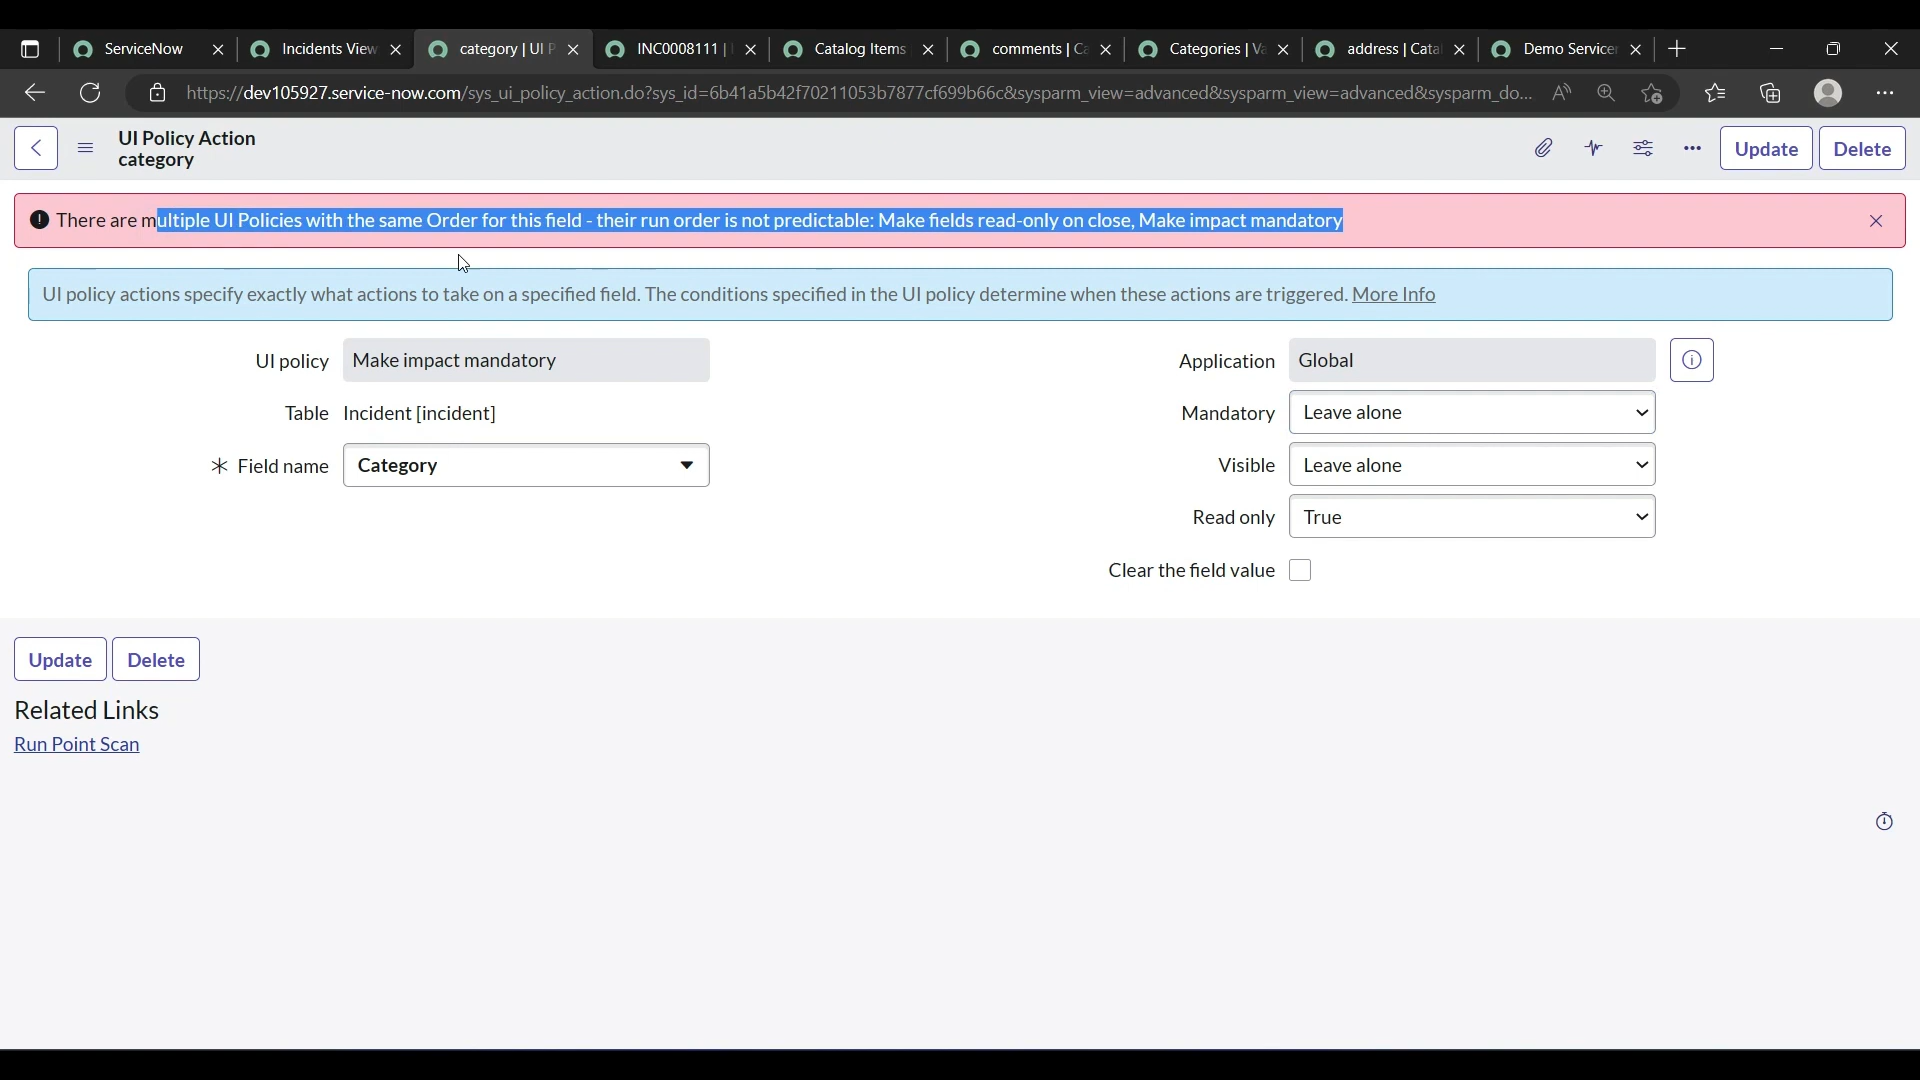 ServiceNow
Incidents View
category | UI P
INC0008111 |
Catalog Items
comments | Ca
Categories | Va
address | Catal
Demo Service
https://dev105927.service-now.com/sys_ui_policy_action.do?sys_id=6b41a5b42f70211053b7877cf699b66c&sysparm_view=advanced&sysparm_view=advanced&sysparm_do...
UI Policy Action
category
Update
Delete
There are multiple UI Policies with the same Order for this field - their run order is not predictable: Make fields read-only on close, Make impact mandatory
UI policy actions specify exactly what actions to take on a specified field. The conditions specified in the UI policy determine when these actions are triggered. More Info
UI policy Make impact mandatory
Table Incident [incident]
Field name Category
Application Global
Mandatory Leave alone
Visible Leave alone
Read only True
Clear the field value
Update
Delete
Related Links
Run Point Scan